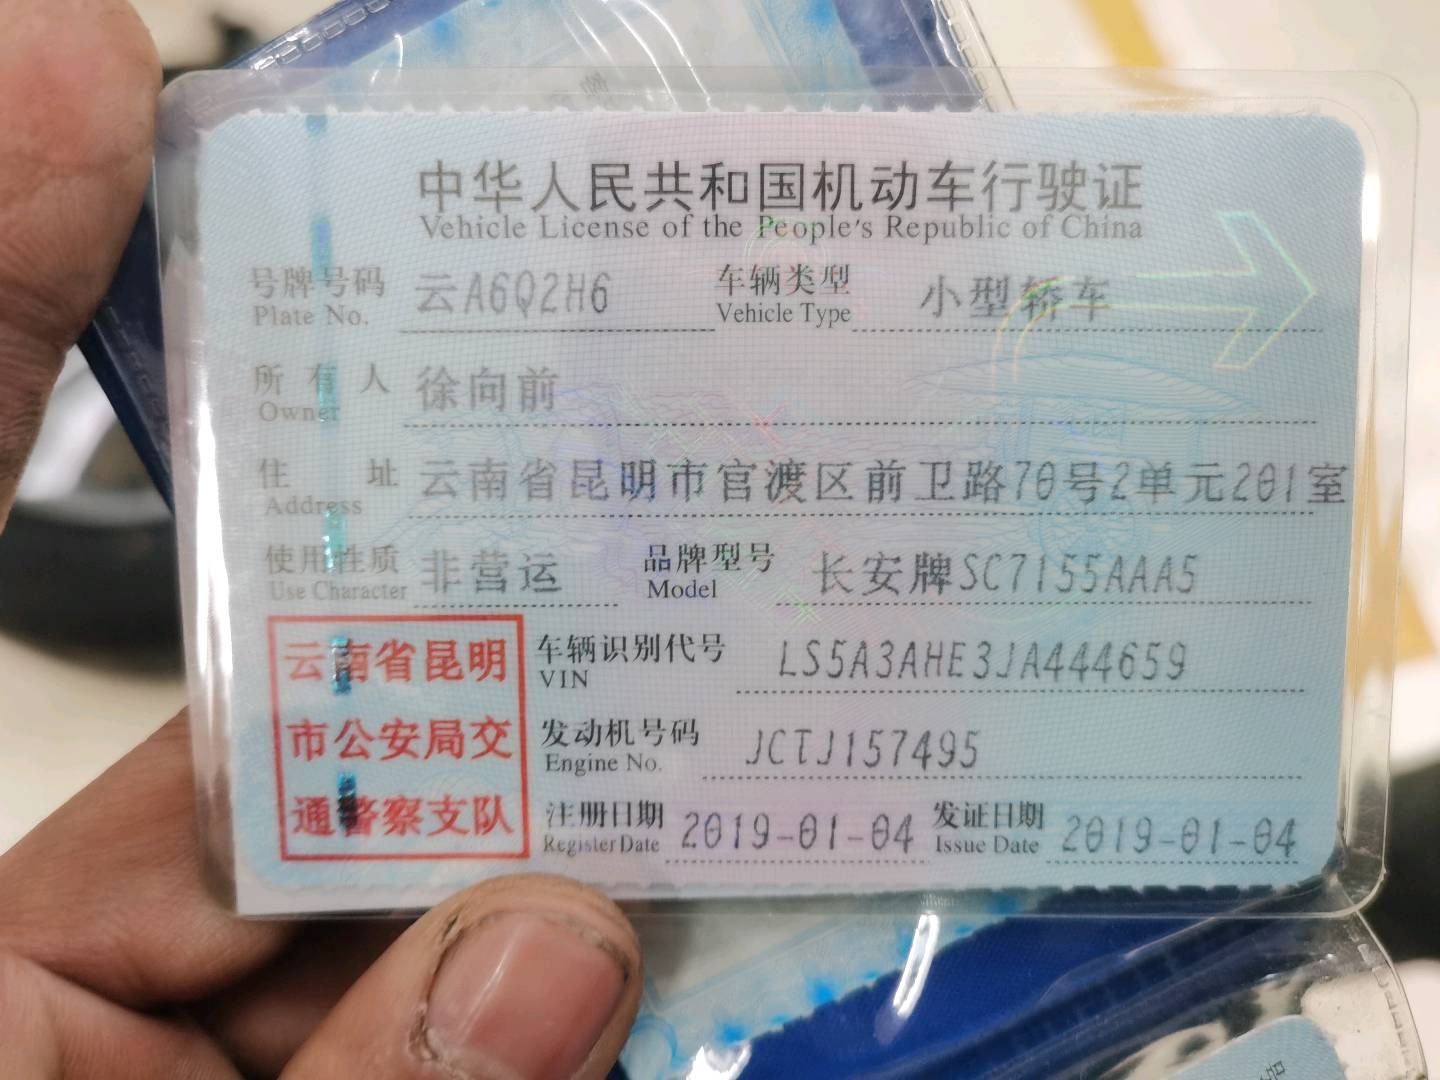 中华人民共和国机动车行驶证
Vehicle License of the People's Republic of China
号牌号码 云A6Q2H6 车辆类型 小型轿车
Plate No. Vehicle Type
所有人 徐向前
Owner
住址 云南省昆明市官渡区前卫路70号2单元201室
Address
使用性质 非营运 品牌型号 长安牌SC7155AAA5
Use Character Model
云南省昆明 车辆识别代号 LS5A3AHE3JA444659
VIN
市公安局交 发动机号码 JCTJ157495
Engine No.
通警察支队 注册日期 2019-01-04 发证日期 2019-01-04
Register Date Issue Date